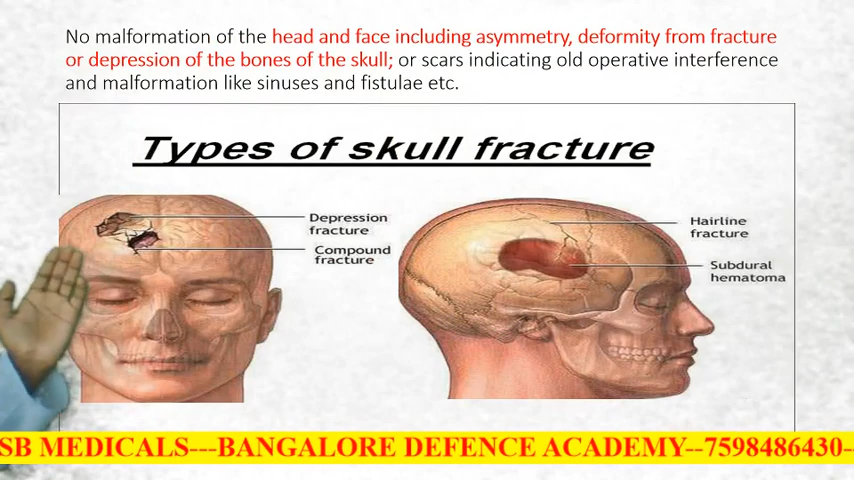 No malformation of the head and face including asymmetry, deformity from fracture
or depression of the bones of the skull; or scars indicating old operative interference
and malformation like sinuses and fistulae etc.
Types of skull fracture
Depression
fracture
Compound
fracture
Hairline
fracture
Subdural
hematoma
SB MEDICALS---BANGALORE DEFENCE ACADEMY--7598486430--